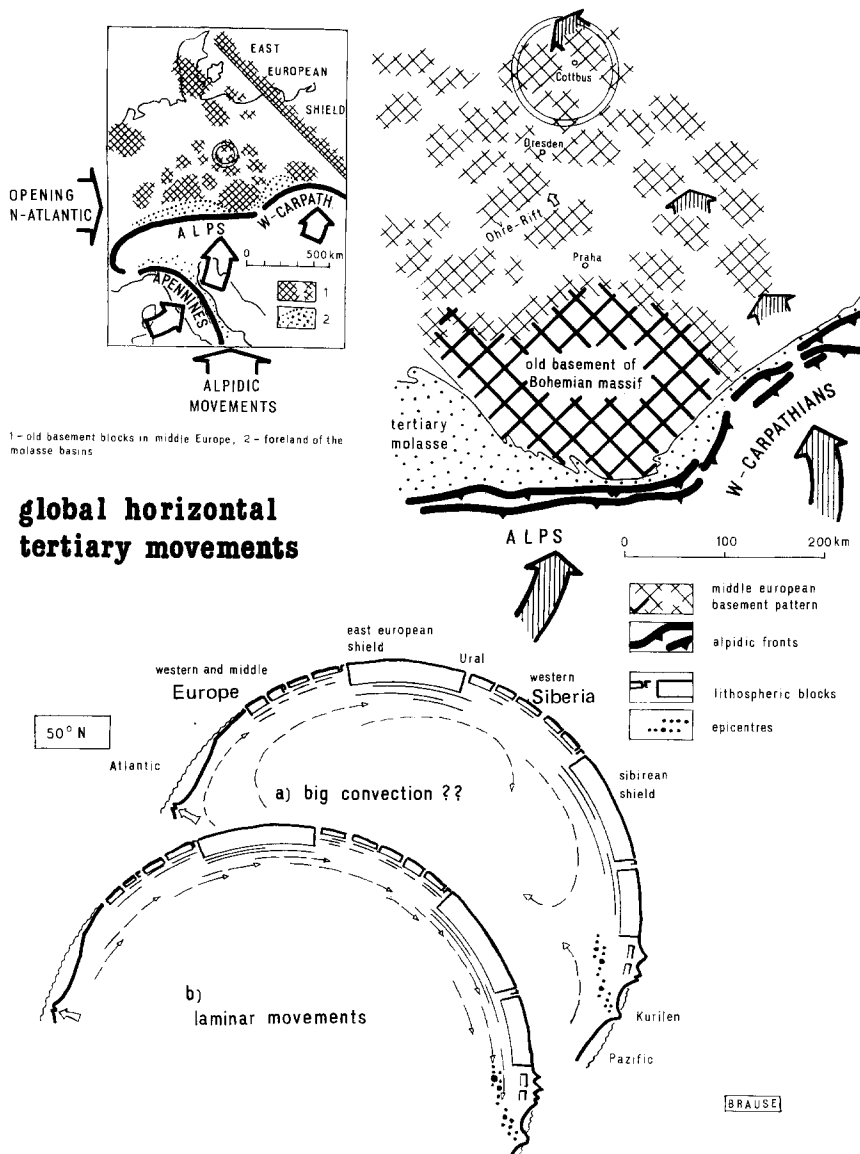 EAST
EUROPEAN
SHIELD
OPENING
N-ATLANTIC
W-CARPATH
ALPS
0 500 km
APENNINES
1
2
ALPIDIC
MOVEMENTS
1 – old basement blocks in middle Europe, 2 – foreland of the
molasse basins
Cottbus
Dresden
Ohre-Rift
Praha
old basement of
Bohemian massif
tertiary
molasse
W-CARPATHIANS
ALPS
0 100 200 km
global horizontal
tertiary movements
middle european
basement pattern
alpidic fronts
lithospheric blocks
epicentres
east european
shield
Ural
western and middle
Europe
western
Siberia
50° N
Atlantic
sibirean
shield
a) big convection ??
b)
laminar movements
Kurilen
Pazific
BRAUSE